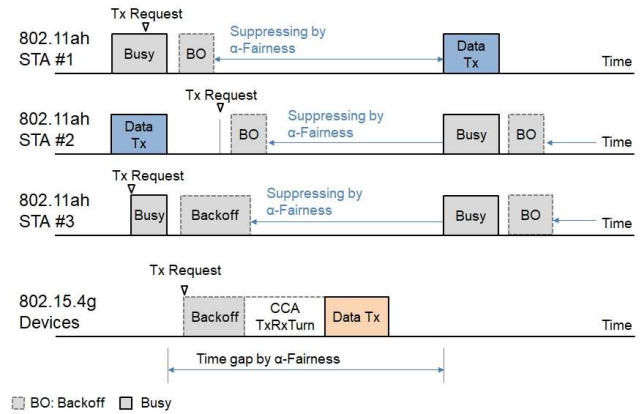 Tx Request
802.11ah
STA #1
Busy
BO
Suppressing by
α-Fairness
Data
Tx
Time
Tx Request
802.11ah
STA #2
Data
Tx
BO
Suppressing by
α-Fairness
Busy
BO
Time
Tx Request
802.11ah
STA #3
Busy
Backoff
Suppressing by
α-Fairness
Busy
BO
Time
Tx Request
802.15.4g
Devices
Backoff
CCA
TxRxTurn
Data Tx
Time
Time gap by α-Fairness
BO: Backoff
Busy